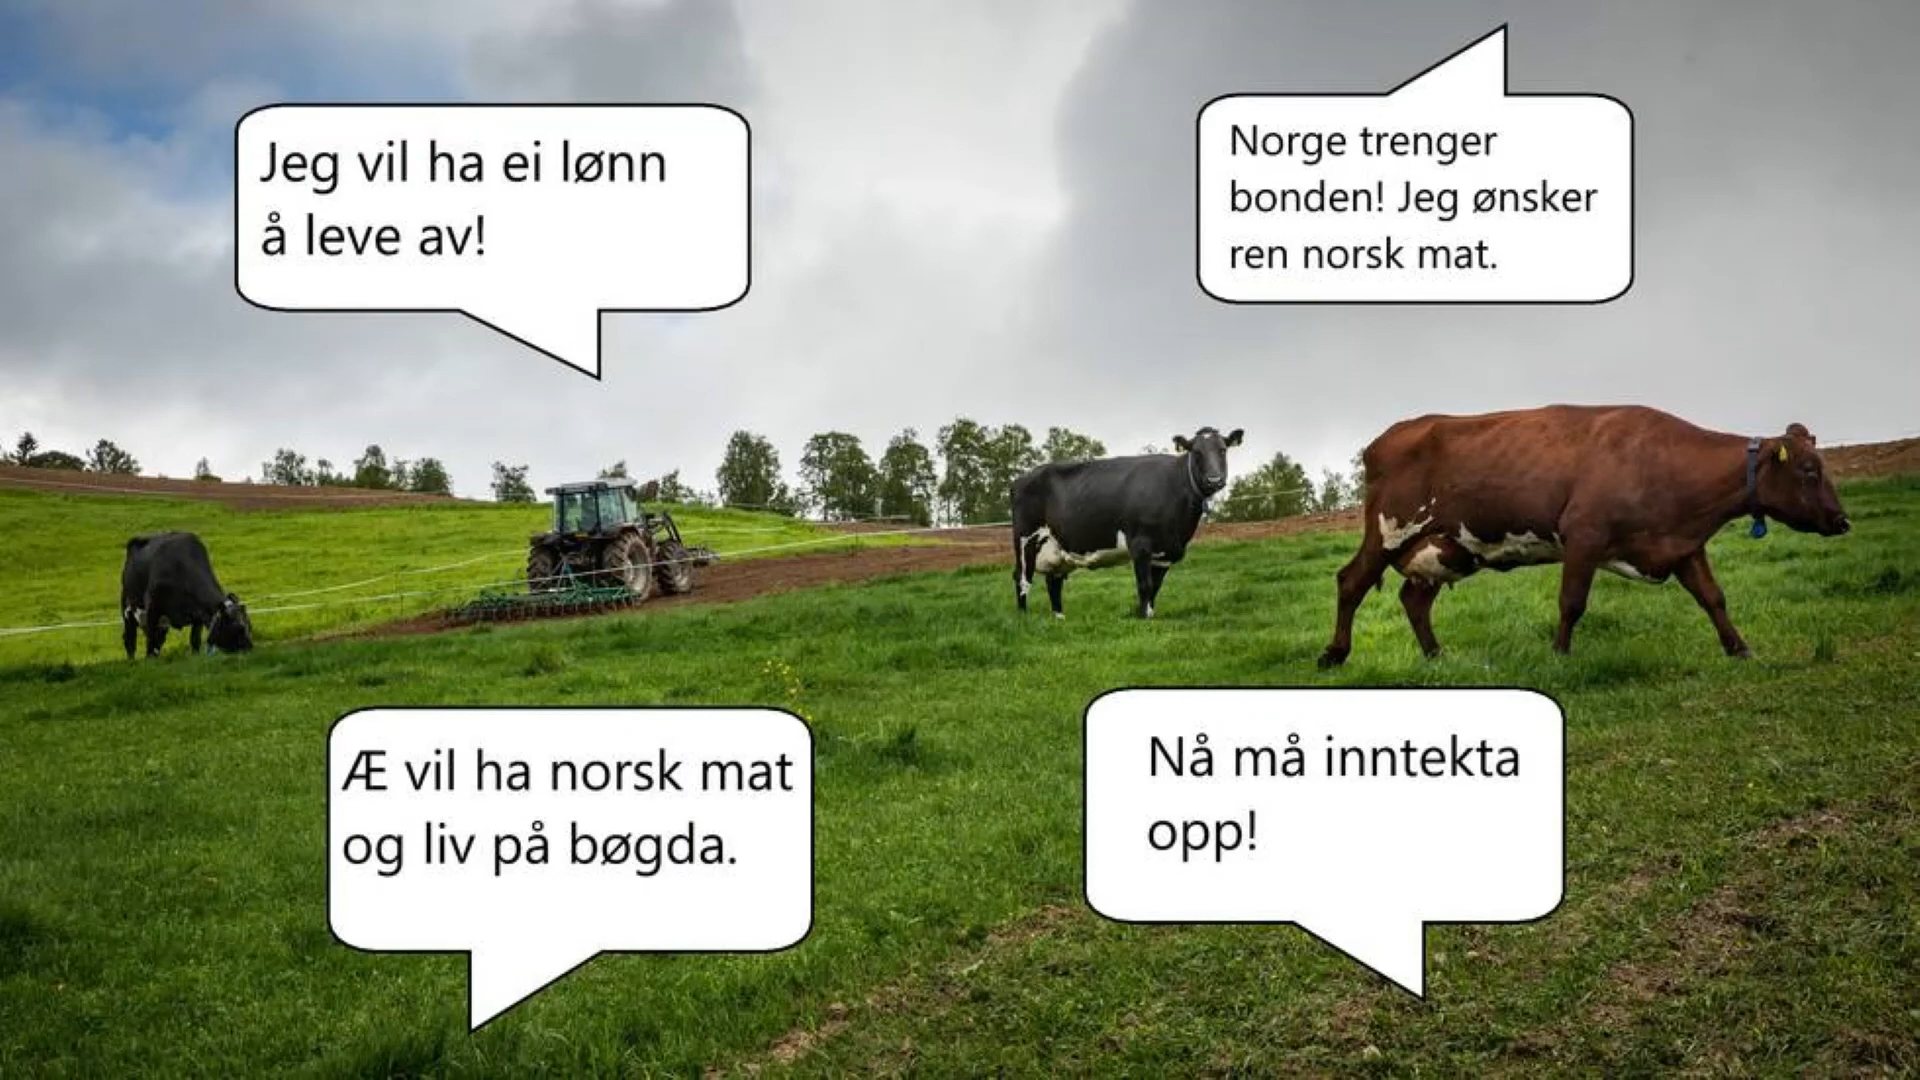 Jeg vil ha ei lønn
å leve av!
Norge trenger
bonden! Jeg ønsker
ren norsk mat.
Æ vil ha norsk mat
og liv på bøgda.
Nå må inntekta
opp!